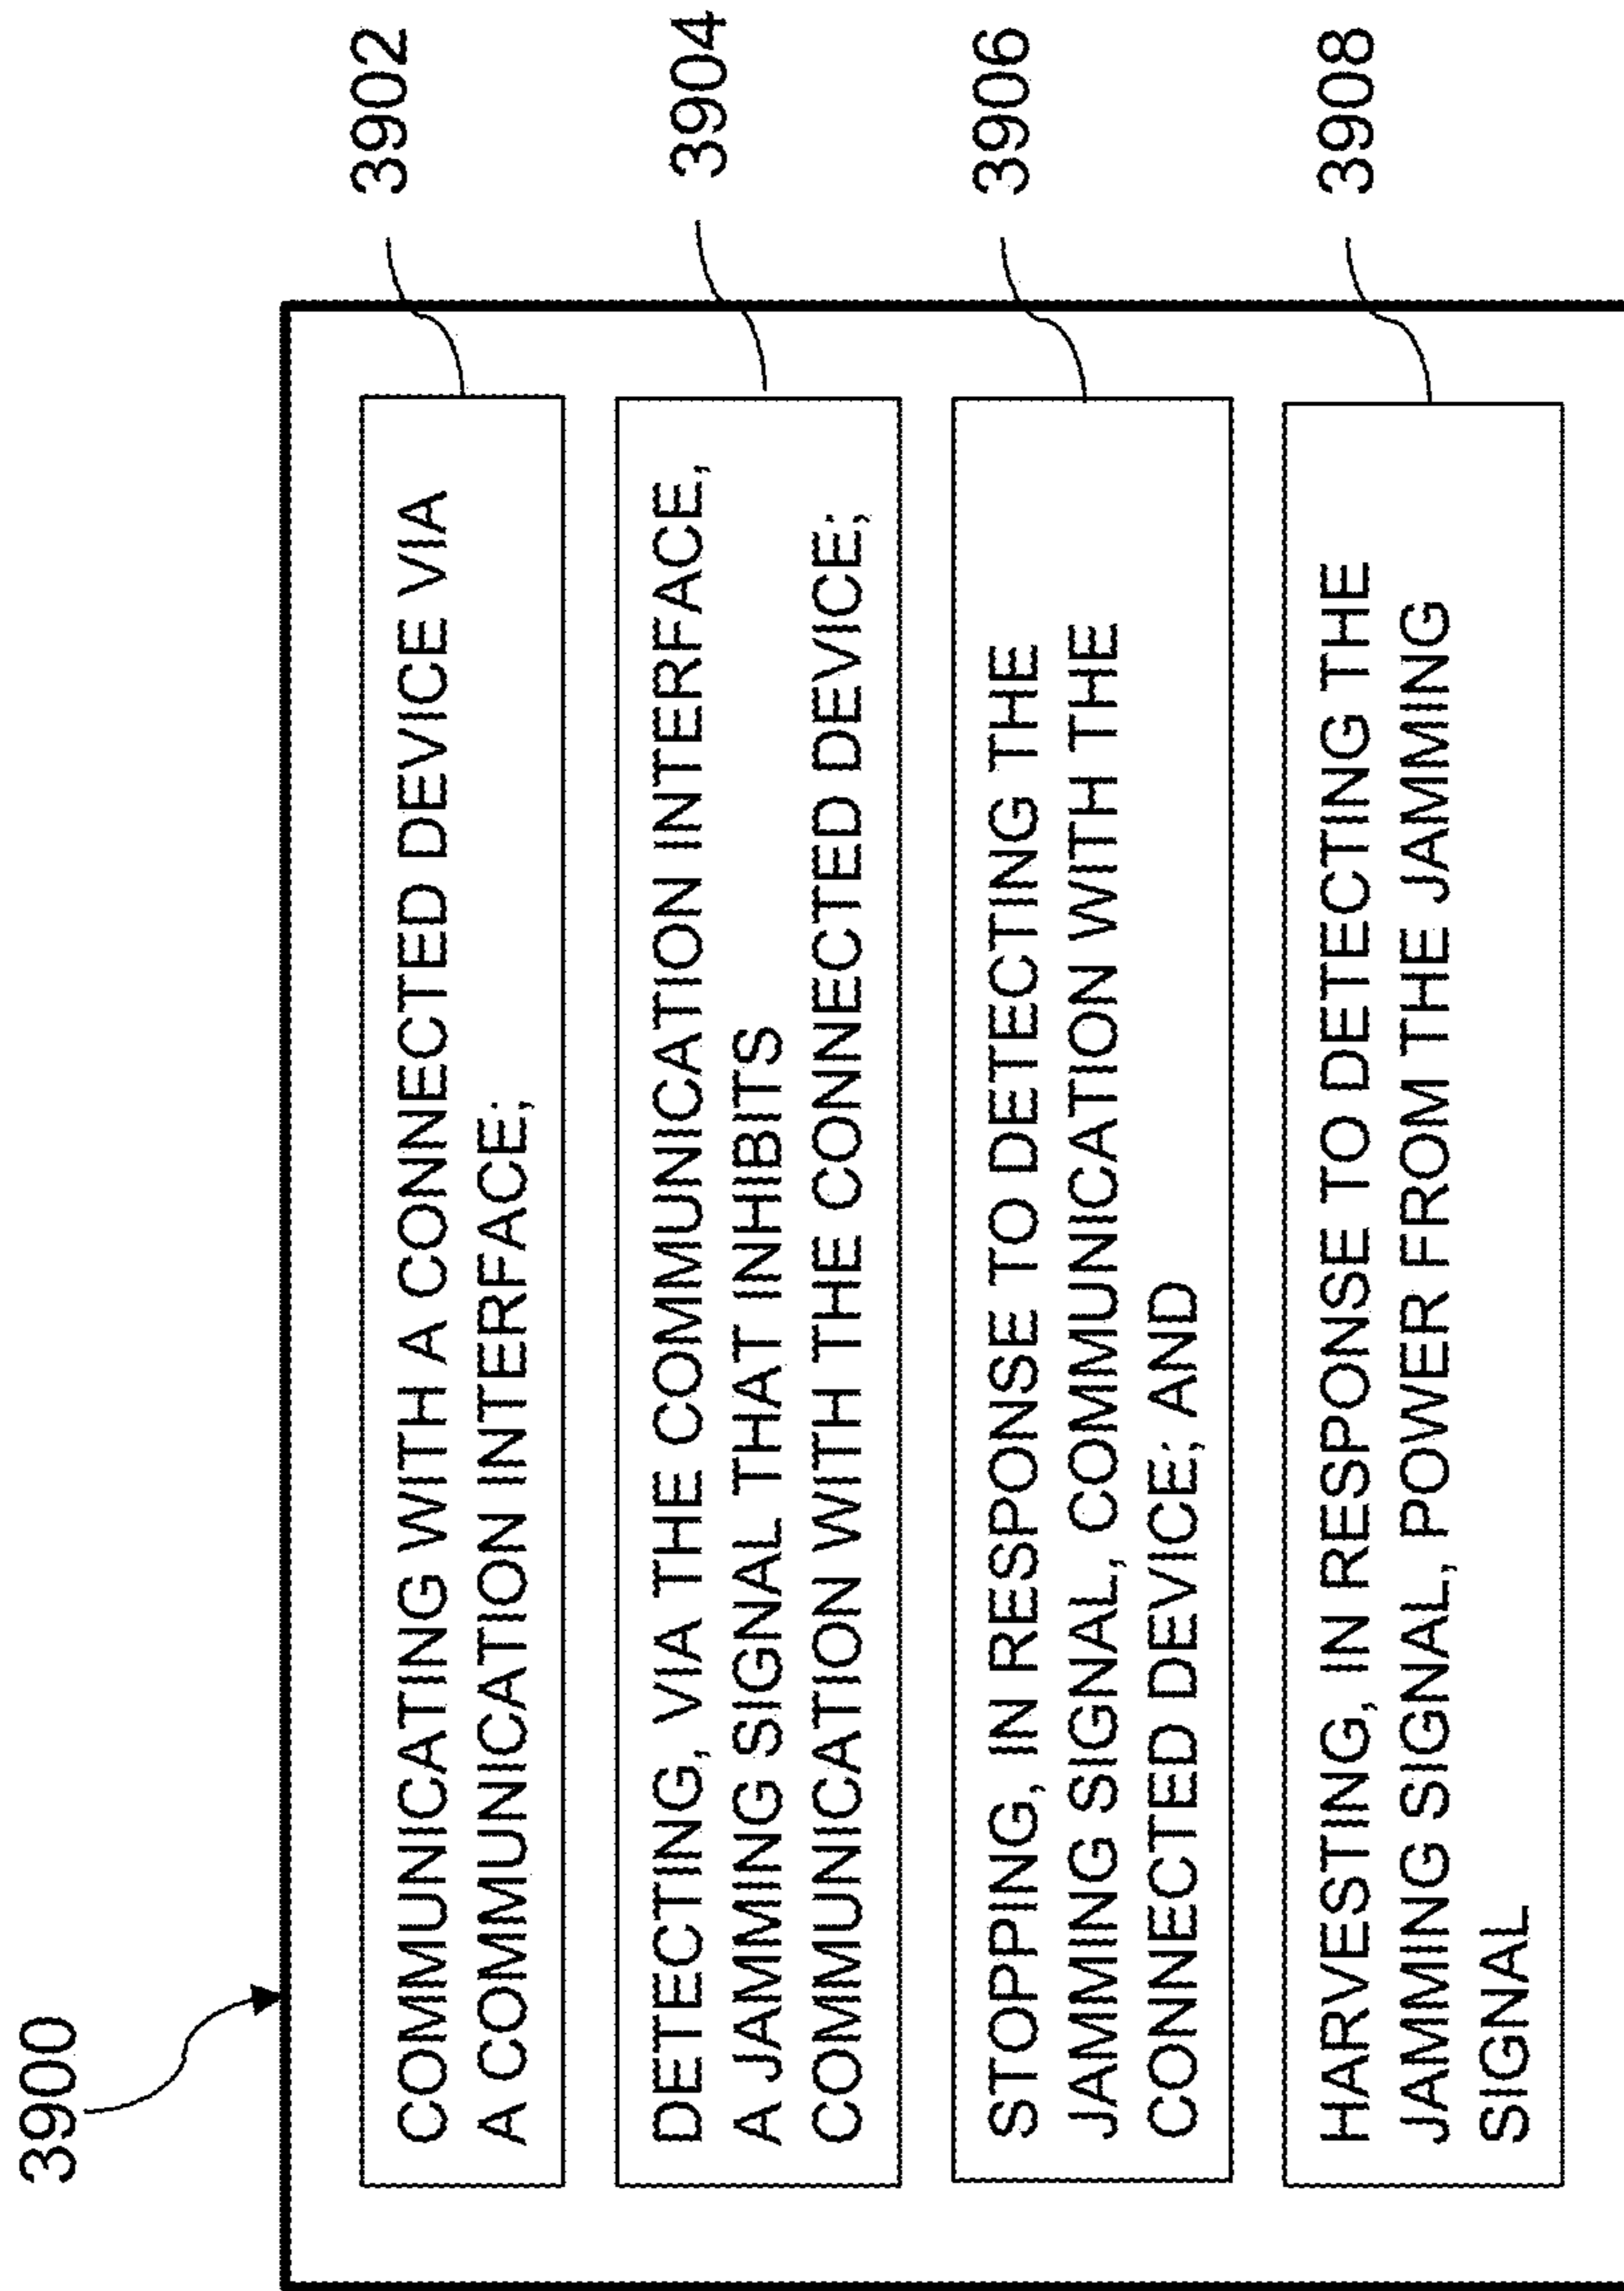 3900
COMMUNICATING WITH A CONNECTED DEVICE VIA
A COMMUNICATION INTERFACE;
3902
DETECTING, VIA THE COMMUNICATION INTERFACE,
A JAMMING SIGNAL THAT INHIBITS
COMMUNICATION WITH THE CONNECTED DEVICE;
3904
STOPPING, IN RESPONSE TO DETECTING THE
JAMMING SIGNAL, COMMUNICATION WITH THE
CONNECTED DEVICE; AND
3906
HARVESTING, IN RESPONSE TO DETECTING THE
JAMMING SIGNAL, POWER FROM THE JAMMING
SIGNAL
3908